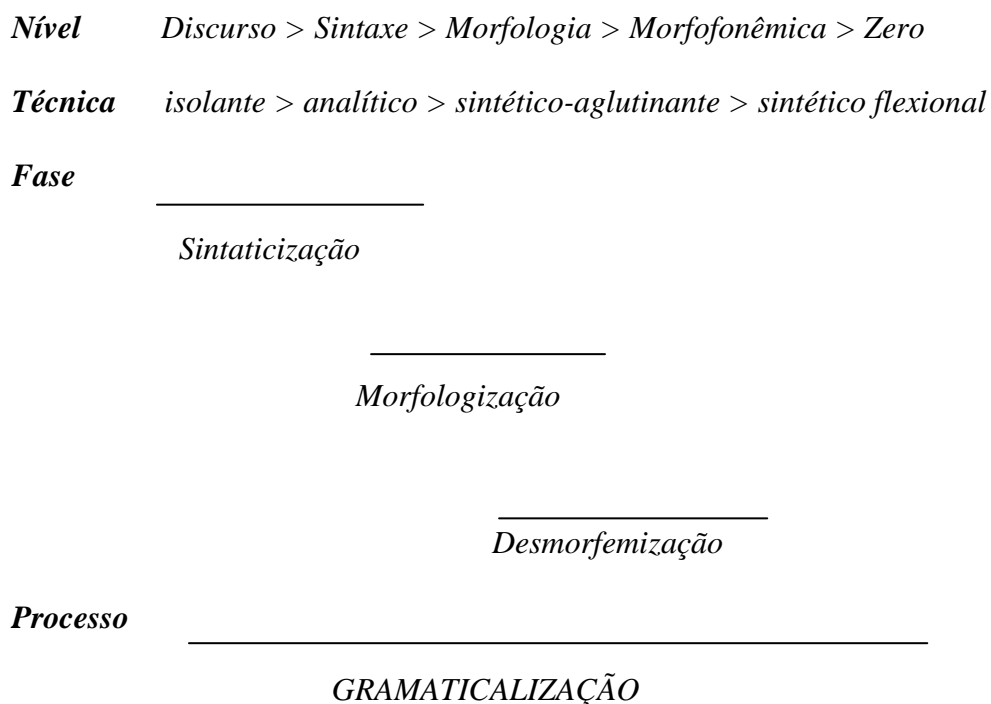 Nível Discurso > Sintaxe > Morfologia > Morfofonêmica > Zero
Técnica isolante > analítico > sintético-aglutinante > sintético flexional
Fase
Sintaticização
Morfologização
Desmorfemização
Processo
GRAMATICALIZAÇÃO